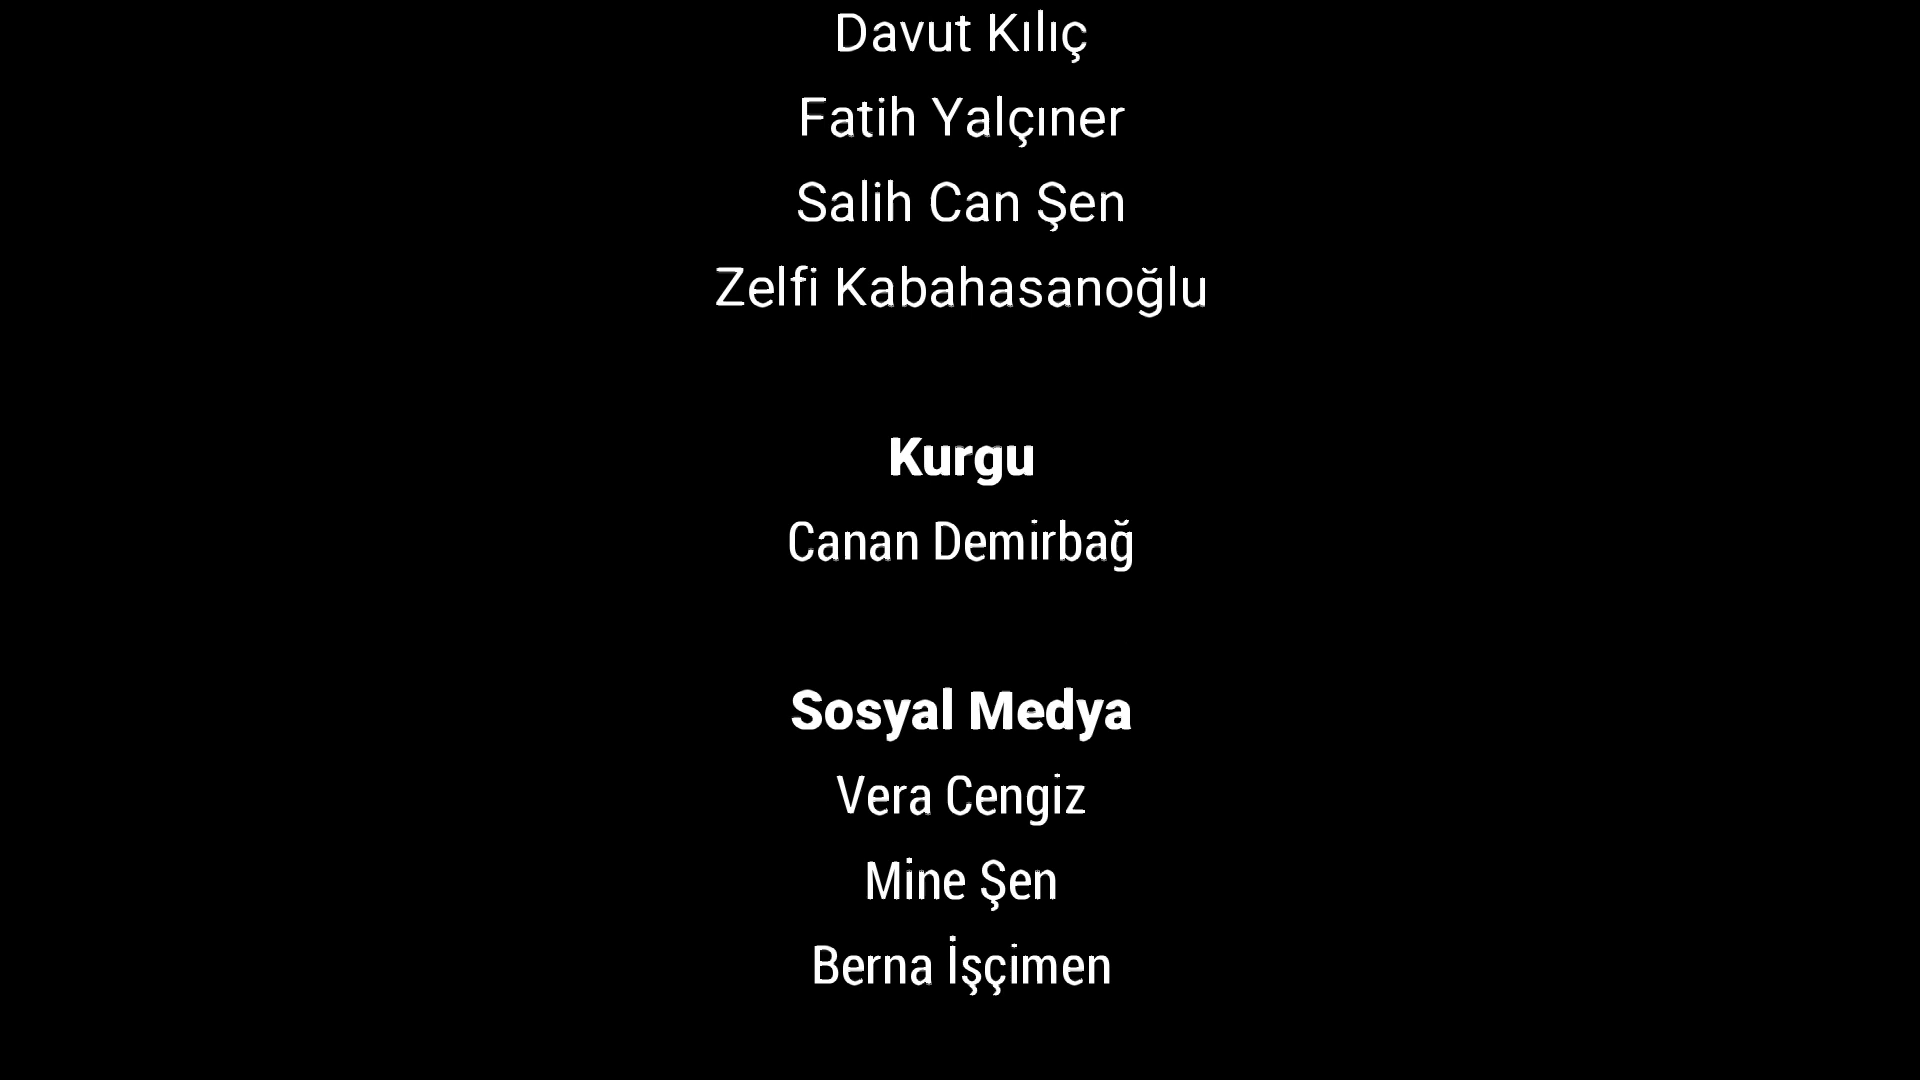 Davut Kılıç
Fatih Yalçıner
Salih Can Şen
Zelfi Kabahasanoğlu
Kurgu
Canan Demirbağ
Sosyal Medya
Vera Cengiz
Mine Şen
Berna İşçimen